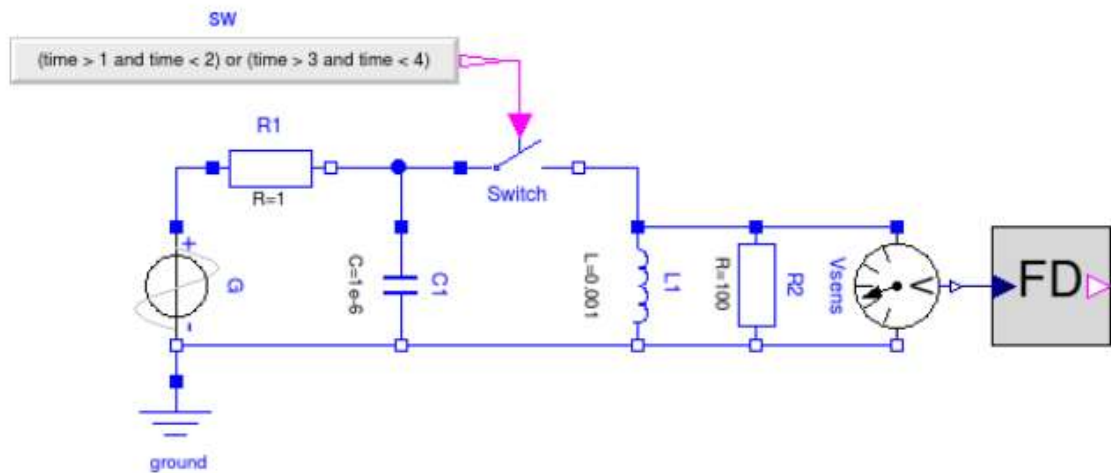 SW
(time > 1 and time < 2) or (time > 3 and time < 4)
R1
R=1
Switch
+
G
-
C1
C=1e-6
L1
L=0.001
R2
R=100
Vsens
V
FD
ground